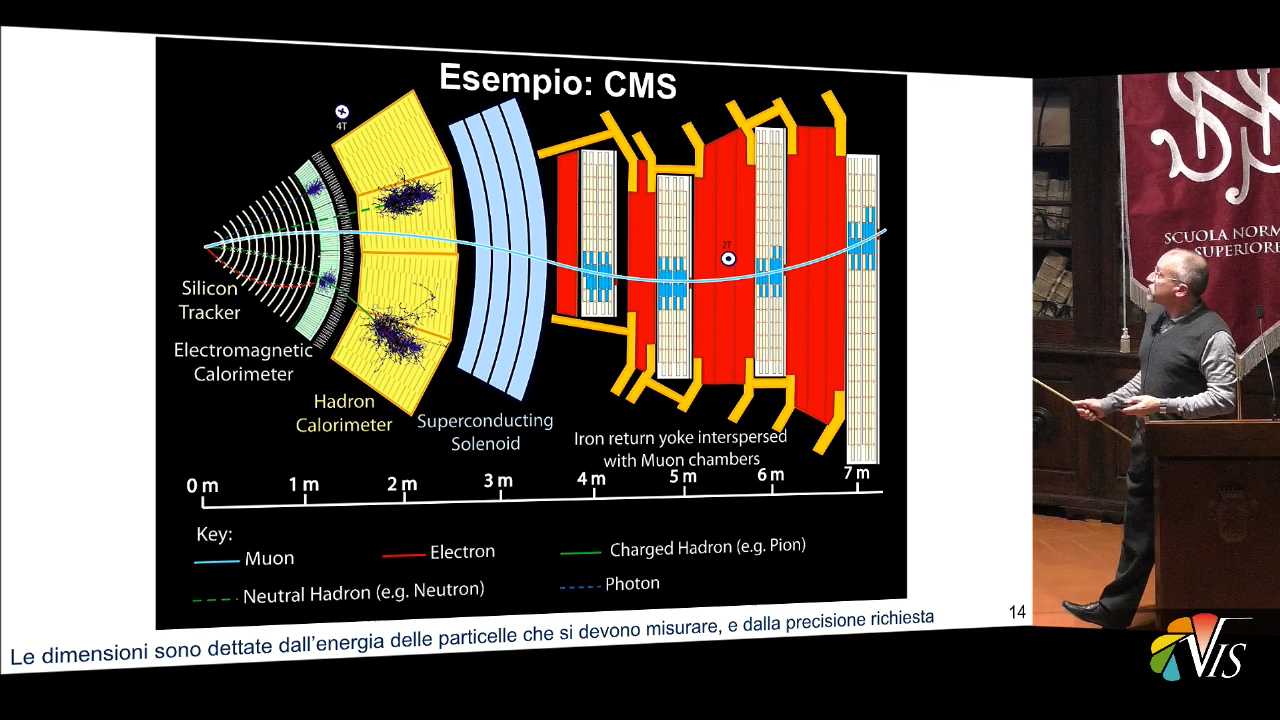 Esempio: CMS
4T
2T
Silicon
Tracker
Electromagnetic
Calorimeter
Hadron
Calorimeter
Superconducting
Solenoid
Iron return yoke interspersed
with Muon chambers
0 m 1 m 2 m 3 m 4 m 5 m 6 m 7 m
Key:
Muon
Electron
Charged Hadron (e.g. Pion)
Neutral Hadron (e.g. Neutron)
Photon
14
Le dimensioni sono dettate dall'energia delle particelle che si devono misurare, e dalla precisione richiesta
SCUOLA NORM
SUPERIORE
VIS